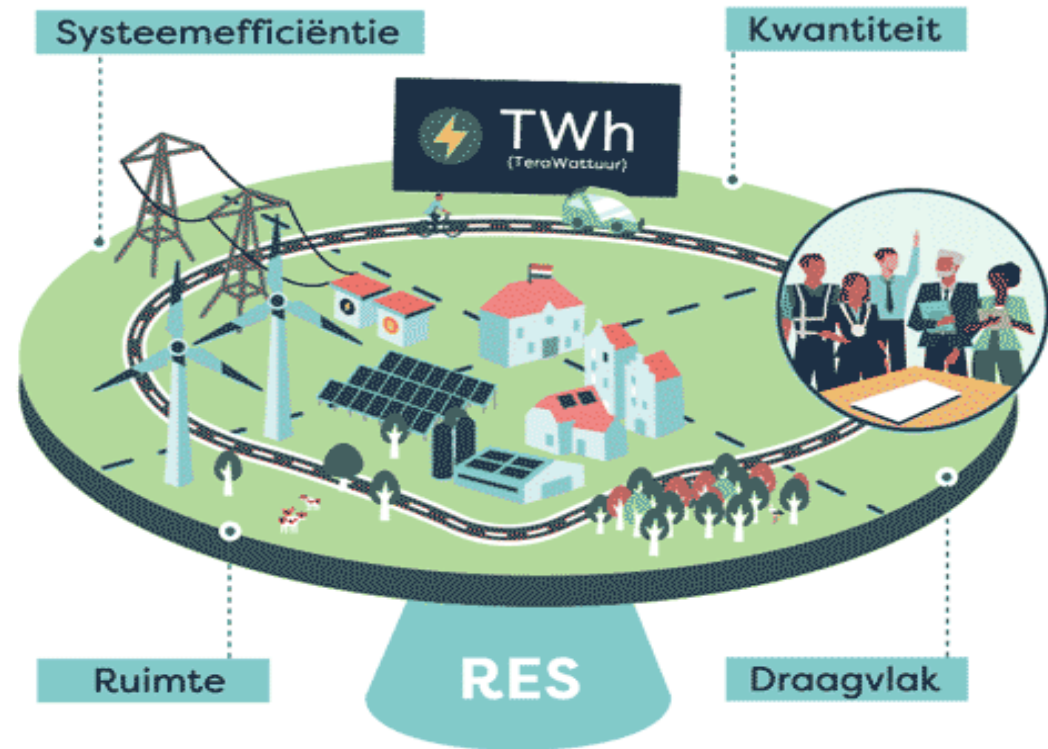 Systeemefficiëntie
Kwantiteit
TWh
(TeraWattuur)
Ruimte
RES
Draagvlak